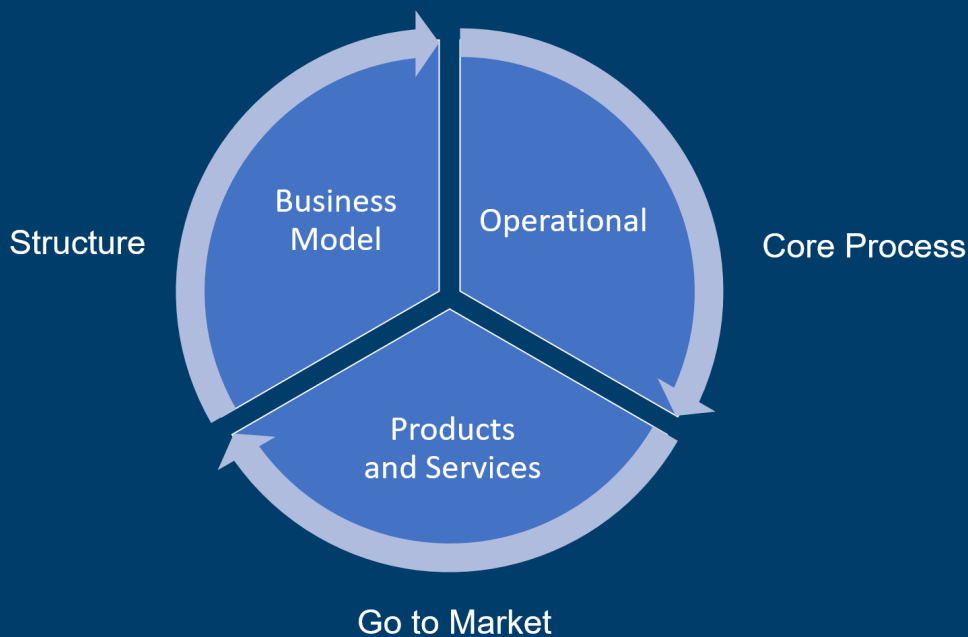 Business
Model
Operational
Structure
Core Process
Products
and Services
Go to Market